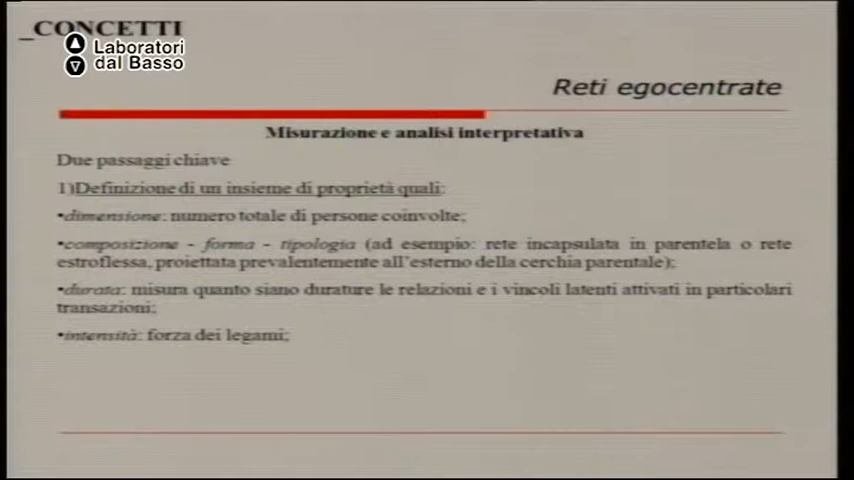 _CONCETTI
Laboratori
dal Basso
Reti egocentrate
Misurazione e analisi interpretativa
Due passaggi chiave
1)Definizione di un insieme di proprietà quali:
•dimensione: numero totale di persone coinvolte;
•composizione - forma - tipologia (ad esempio: rete incapsulata in parentela o rete
estroflessa, proiettata prevalentemente all'esterno della cerchia parentale);
•durata: misura quanto siano durature le relazioni e i vincoli latenti attivati in particolari
transazioni;
•intensità: forza dei legami;